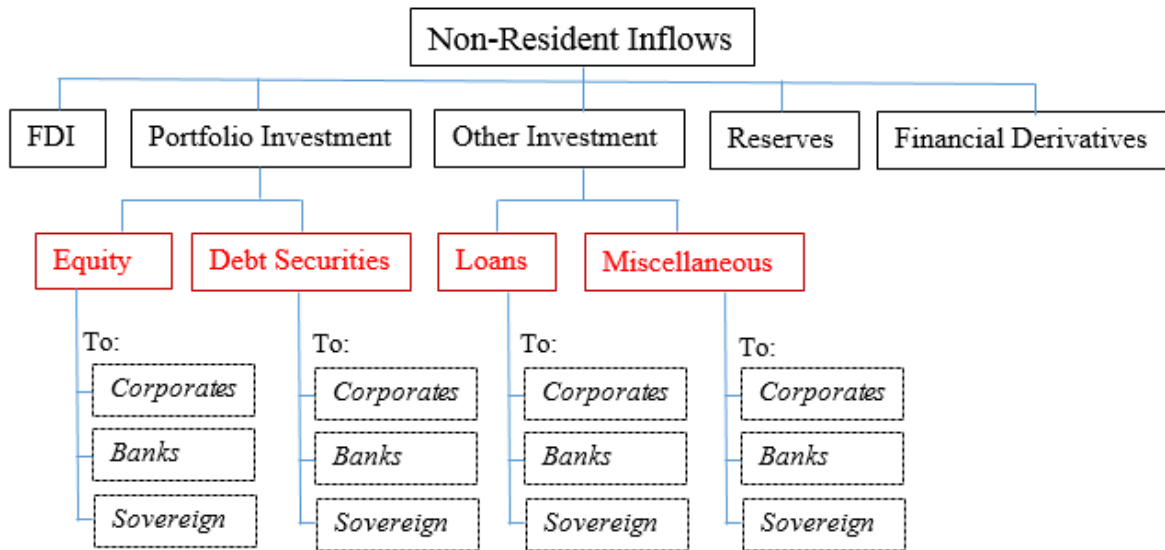 Non-Resident Inflows
FDI
Portfolio Investment
Other Investment
Reserves
Financial Derivatives
Equity
Debt Securities
Loans
Miscellaneous
To:
Corporates
Banks
Sovereign
To:
Corporates
Banks
Sovereign
To:
Corporates
Banks
Sovereign
To:
Corporates
Banks
Sovereign